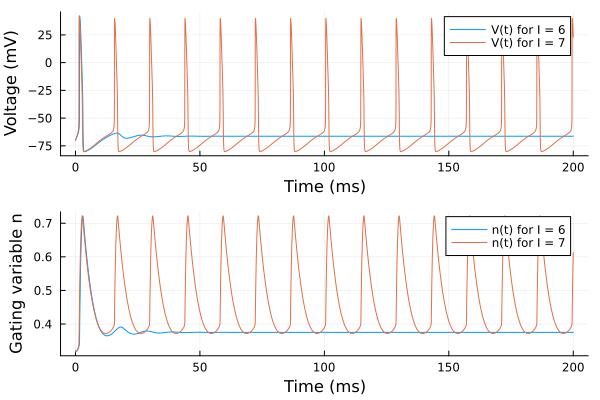 V(t) for I = 6
V(t) for I = 7
Voltage (mV)
25
0
−25
−50
−75
0
50
100
150
200
Time (ms)
n(t) for I = 6
n(t) for I = 7
Gating variable n
0.7
0.6
0.5
0.4
0
50
100
150
200
Time (ms)